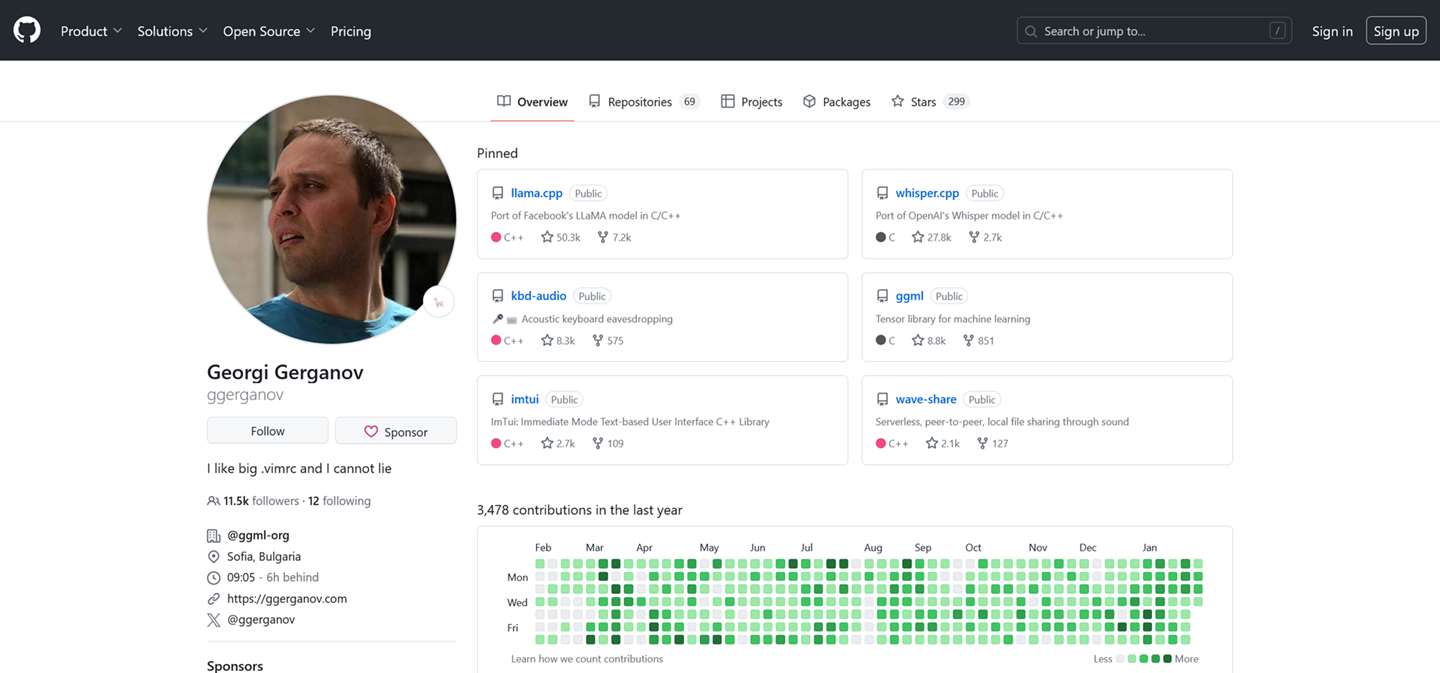 Product Solutions Open Source Pricing Search or jump to... / Sign in Sign up
Overview Repositories 69 Projects Packages Stars 299
Georgi Gerganov
ggerganov
Follow Sponsor
I like big .vimrc and I cannot lie
11.5k followers · 12 following
@ggml-org
Sofia, Bulgaria
09:05 - 6h behind
https://ggerganov.com
@ggerganov
Sponsors
Pinned
llama.cpp Public
Port of Facebook's LLaMA model in C/C++
C++ 50.3k 7.2k
whisper.cpp Public
Port of OpenAI's Whisper model in C/C++
C 27.8k 2.7k
kbd-audio Public
Acoustic keyboard eavesdropping
C++ 8.3k 575
ggml Public
Tensor library for machine learning
C 8.8k 851
imtui Public
ImTui: Immediate Mode Text-based User Interface C++ Library
C++ 2.7k 109
wave-share Public
Serverless, peer-to-peer, local file sharing through sound
C++ 2.1k 127
3,478 contributions in the last year
Feb Mar Apr May Jun Jul Aug Sep Oct Nov Dec Jan
Mon
Wed
Fri
Learn how we count contributions Less More